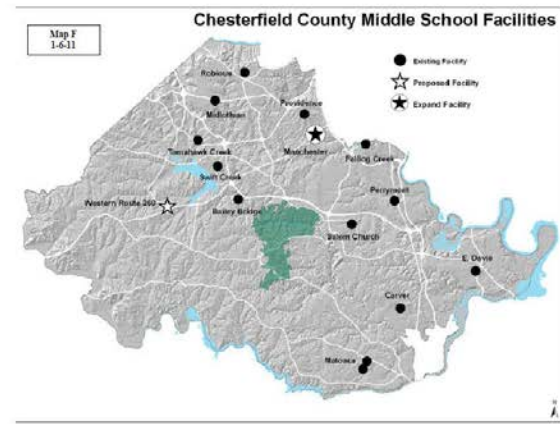 Chesterfield County Middle School Facilities
Map F
1-6-11
Existing Facility
Proposed Facility
Expand Facility
Robious
Midlothian
Providence
Tomahawk Creek
Manchester
Falling Creek
Swift Creek
Western Route 360
Bailey Bridge
Perrymont
Salem Church
E. Davis
Carver
Matoaca
N